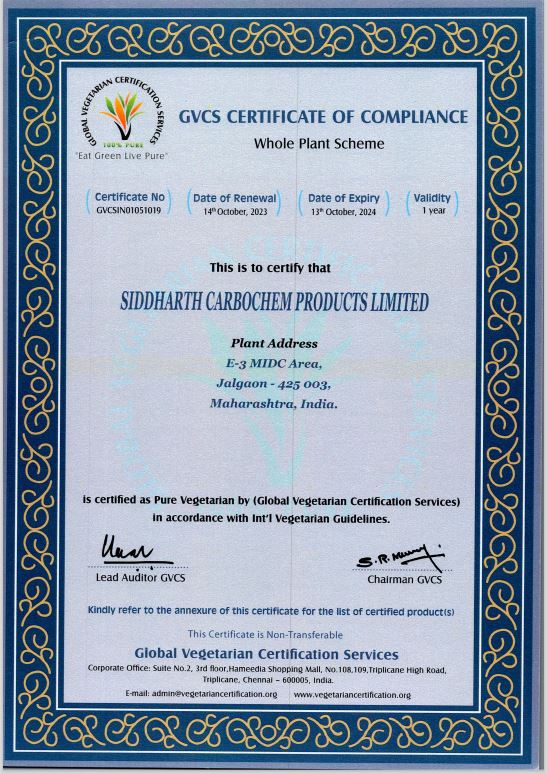 GLOBAL VEGETARIAN CERTIFICATION SERVICES
100% PURE
"Eat Green Live Pure"
GVCS CERTIFICATE OF COMPLIANCE
Whole Plant Scheme
Certificate No
GVCSIN01051019
Date of Renewal
14th October, 2023
Date of Expiry
13th October, 2024
Validity
1 year
This is to certify that
SIDDHARTH CARBOCHEM PRODUCTS LIMITED
Plant Address
E-3 MIDC Area,
Jalgaon - 425 003,
Maharashtra, India.
is certified as Pure Vegetarian by (Global Vegetarian Certification Services)
in accordance with Int'l Vegetarian Guidelines.
S.R.
Lead Auditor GVCS
Chairman GVCS
Kindly refer to the annexure of this certificate for the list of certified product(s)
This Certificate is Non-Transferable
Global Vegetarian Certification Services
Corporate Office: Suite No.2, 3rd floor,Hameedia Shopping Mall, No.108,109,Triplicane High Road,
Triplicane, Chennai - 600005, India.
E-mail: admin@vegetariancertification.org www.vegetariancertification.org